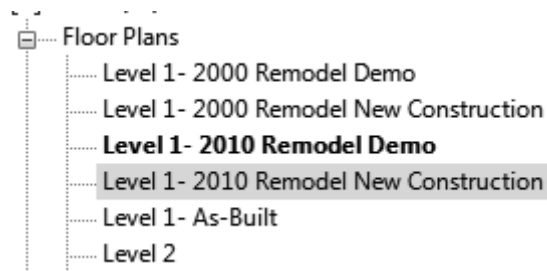 Floor Plans
Level 1- 2000 Remodel Demo
Level 1- 2000 Remodel New Construction
Level 1- 2010 Remodel Demo
Level 1- 2010 Remodel New Construction
Level 1- As-Built
Level 2